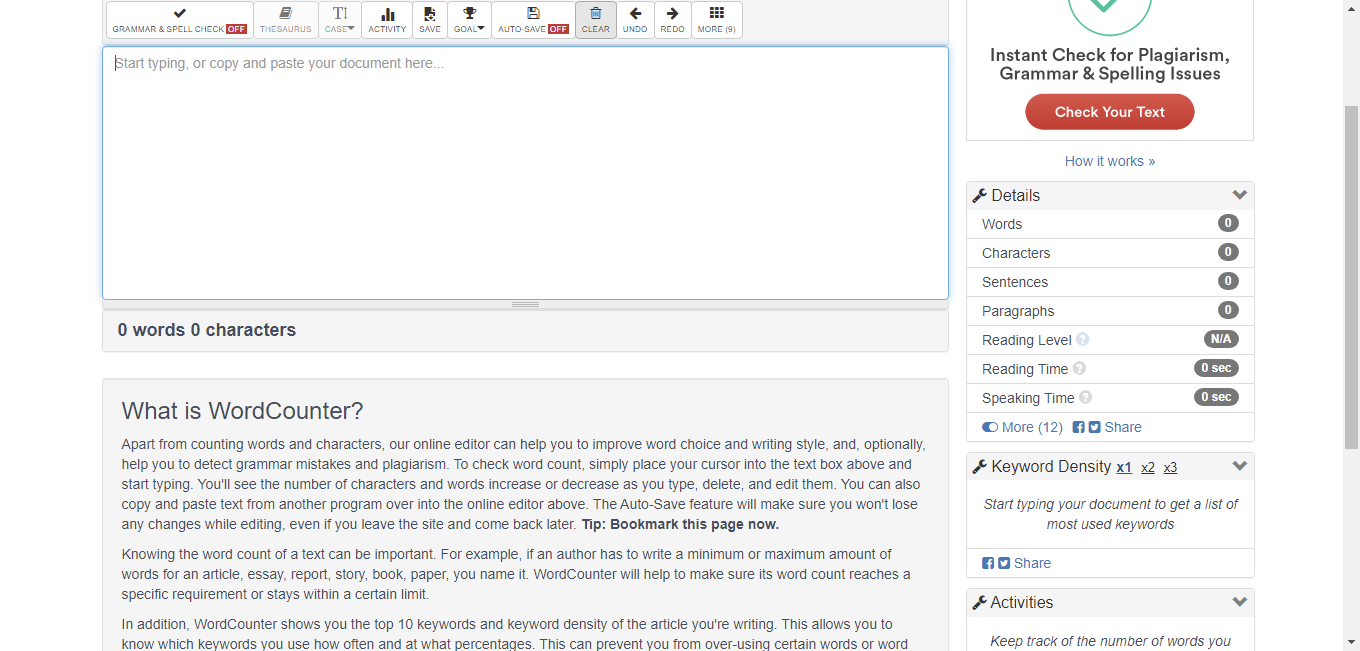 GRAMMAR & SPELL CHECK OFF THESAURUS CASE ACTIVITY SAVE GOAL AUTO-SAVE OFF CLEAR UNDO REDO MORE (9)
Start typing, or copy and paste your document here...
0 words 0 characters
What is WordCounter?
Apart from counting words and characters, our online editor can help you to improve word choice and writing style, and, optionally,
help you to detect grammar mistakes and plagiarism. To check word count, simply place your cursor into the text box above and
start typing. You'll see the number of characters and words increase or decrease as you type, delete, and edit them. You can also
copy and paste text from another program over into the online editor above. The Auto-Save feature will make sure you won't lose
any changes while editing, even if you leave the site and come back later. Tip: Bookmark this page now.
Knowing the word count of a text can be important. For example, if an author has to write a minimum or maximum amount of
words for an article, essay, report, story, book, paper, you name it. WordCounter will help to make sure its word count reaches a
specific requirement or stays within a certain limit.
In addition, WordCounter shows you the top 10 keywords and keyword density of the article you're writing. This allows you to
know which keywords you use how often and at what percentages. This can prevent you from over-using certain words or word
Instant Check for Plagiarism,
Grammar & Spelling Issues
Check Your Text
How it works »
Details
Words 0
Characters 0
Sentences 0
Paragraphs 0
Reading Level ? N/A
Reading Time ? 0 sec
Speaking Time ? 0 sec
More (12) Share
Keyword Density x1 x2 x3
Start typing your document to get a list of
most used keywords
Share
Activities
Keep track of the number of words you